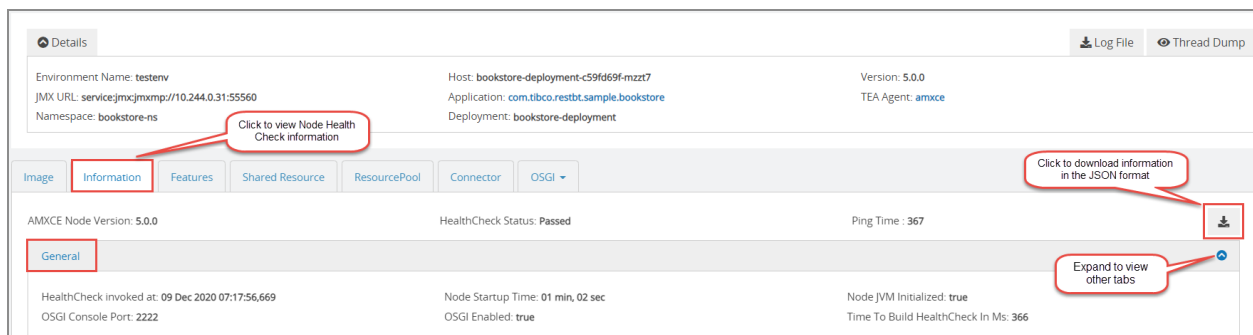 Details
Log File
Thread Dump
Environment Name: testenv
Host: bookstore-deployment-c59fd69f-mzzt7
Version: 5.0.0
JMX URL: service:jmx:jmxmp://10.244.0.31:55560
Application: com.tibco.restbt.sample.bookstore
TEA Agent: amxce
Namespace: bookstore-ns
Deployment: bookstore-deployment
Click to view Node Health
Check information
Click to download information
in the JSON format
Image
Information
Features
Shared Resource
ResourcePool
Connector
OSGI
AMXCE Node Version: 5.0.0
HealthCheck Status: Passed
Ping Time : 367
General
Expand to view
other tabs
HealthCheck invoked at: 09 Dec 2020 07:17:56,669
Node Startup Time: 01 min, 02 sec
Node JVM Initialized: true
OSGI Console Port: 2222
OSGI Enabled: true
Time To Build HealthCheck In Ms: 366